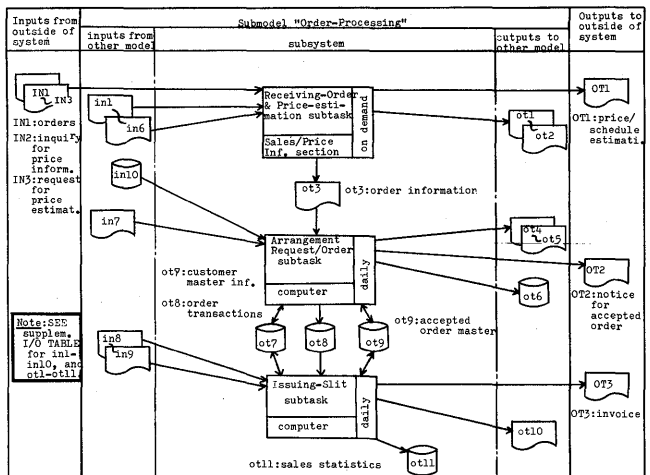 Inputs from
outside of
system
Submodel "Order-Processing"
inputs from
other model
subsystem
outputs to
other model
Outputs to
outside of
system
IN1
IN3
IN1:orders
IN2:inquify
for
price
inform.
IN3:request
for
price
estimat.
in1
in6
in10
in7
Receiving-Order
& Price-esti-
mation subtask
Sales/Price
Inf. section
on demand
ot1
ot2
OT1
OT1:price/
schedule
estimati.
ot3
ot3:order information
Arrangement
Request/Order
subtask
computer
daily
ot4
ot5
ot6
OT2
OT2:notice
for
accepted
order
ot7:customer
master inf.
ot8:order
transactions
ot9:accepted
order master
ot7
ot8
ot9
Note:SEE
supplem.
I/O TABLE
for in1-
in10, and
ot1-ot11
in8
in9
Issuing-Slit
subtask
computer
daily
OT3
OT3:invoice
ot10
ot11:sales statistics
ot11